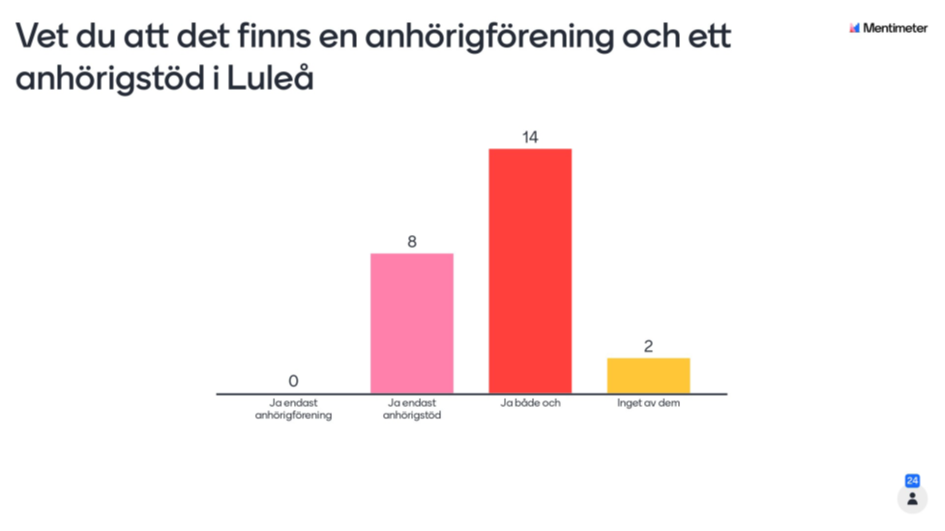 Vet du att det finns en anhörigförening och ett
anhörigstöd i Luleå
Mentimeter
14
8
2
0
Ja endast
anhörigförening
Ja endast
anhörigstöd
Ja både och
Inget av dem
24